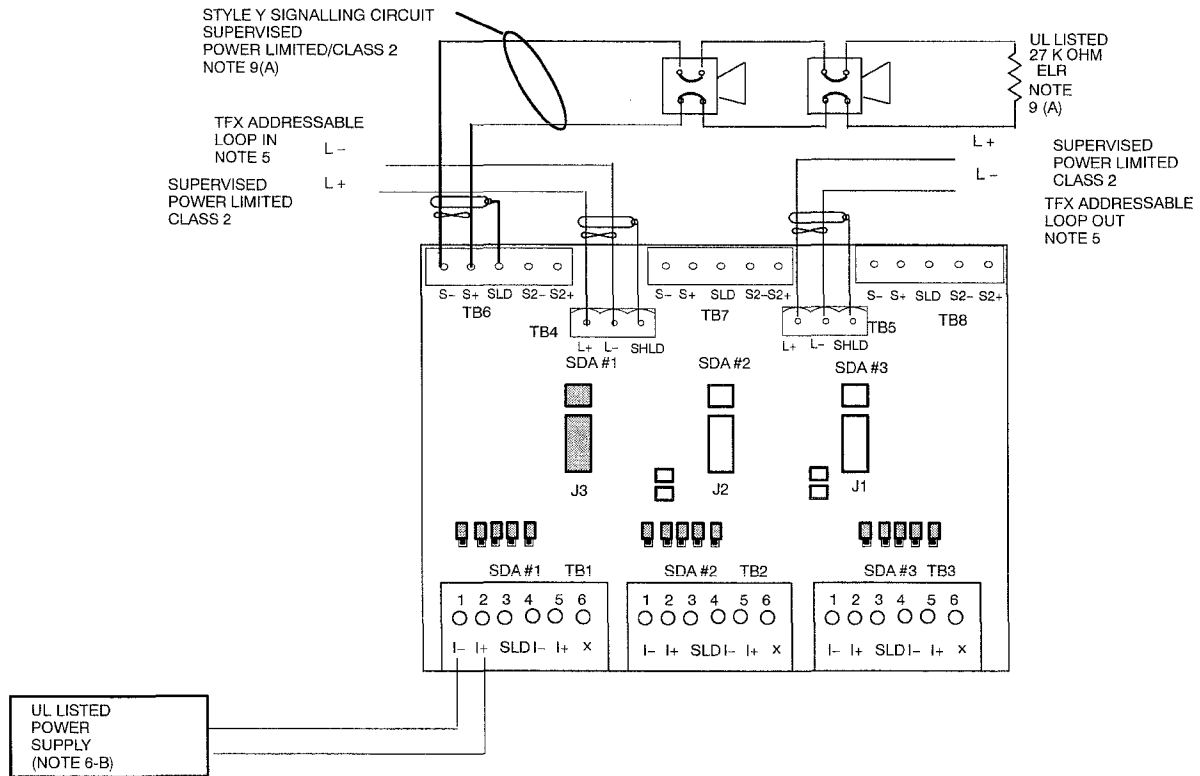 STYLE Y SIGNALLING CIRCUIT
SUPERVISED
POWER LIMITED/CLASS 2
NOTE 9(A)
UL LISTED
27 K OHM
ELR
NOTE
9 (A)
TFX ADDRESSABLE
LOOP IN
NOTE 5
L -
L +
SUPERVISED
POWER LIMITED
CLASS 2
L +
L -
SUPERVISED
POWER LIMITED
CLASS 2
TFX ADDRESSABLE
LOOP OUT
NOTE 5
S- S+ SLD S2- S2+
TB6
S- S+ SLD S2-S2+
TB7
S- S+ SLD S2- S2+
TB8
TB4
L+ L- SHLD
TB5
L+ L- SHLD
SDA #1
SDA #2
SDA #3
J3
J2
J1
SDA #1 TB1
1 2 3 4 5 6
I- I+ SLD I- I+ X
SDA #2 TB2
1 2 3 4 5 6
I- I+ SLD I- I+ X
SDA #3 TB3
1 2 3 4 5 6
I- I+ SLD I- I+ X
UL LISTED
POWER
SUPPLY
(NOTE 6-B)